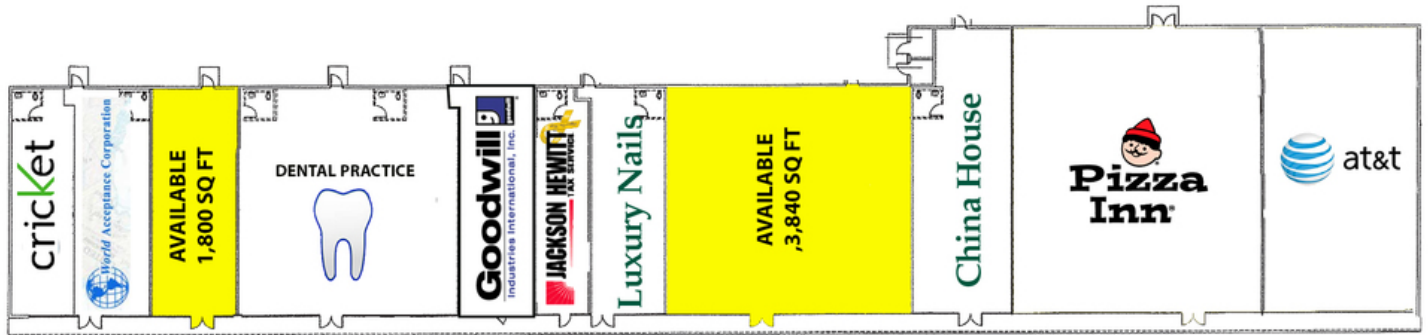 cricket
World Acceptance Corporation
AVAILABLE
1,800 SQ FT
DENTAL PRACTICE
Goodwill
Industries International, Inc.
JACKSON HEWITT
TAX SERVICE
Luxury Nails
AVAILABLE
,3,840 SQ FT
China House
Pizza
Inn
at&t